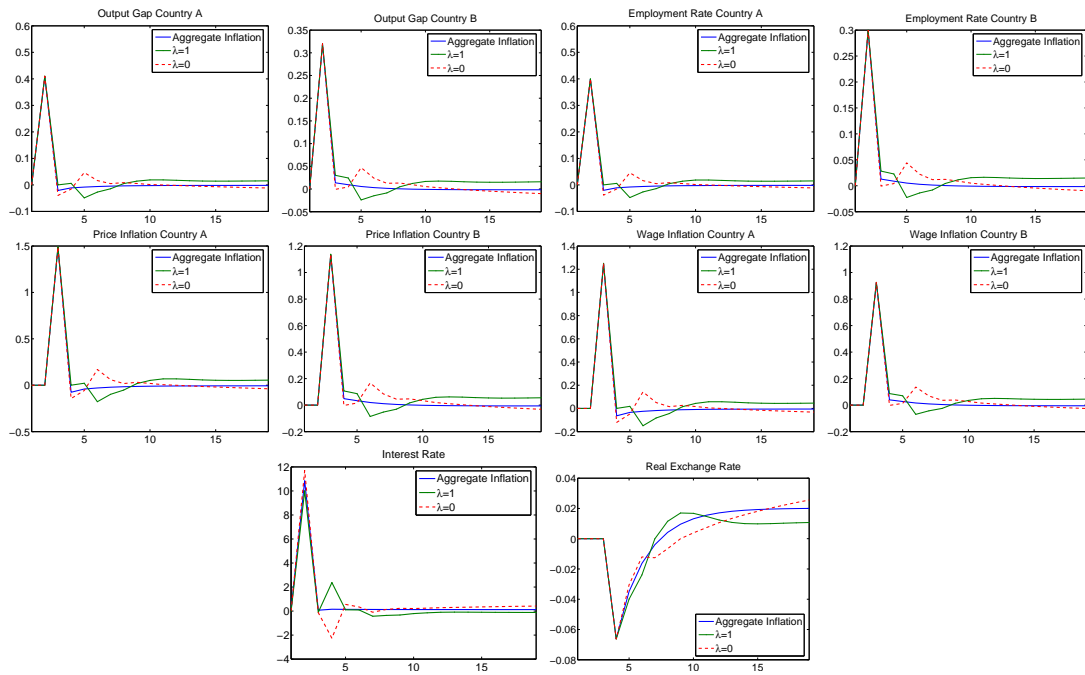 Output Gap Country A
0.6
0.5
0.4
0.3
0.2
0.1
0
−0.1
5
10
15
Aggregate Inflation
λ=1
λ=0
Output Gap Country B
0.35
0.3
0.25
0.2
0.15
0.1
0.05
0
−0.05
5
10
15
Aggregate Inflation
λ=1
λ=0
Employment Rate Country A
0.6
0.5
0.4
0.3
0.2
0.1
0
−0.1
5
10
15
Aggregate Inflation
λ=1
λ=0
Employment Rate Country B
0.3
0.25
0.2
0.15
0.1
0.05
0
−0.05
5
10
15
Aggregate Inflation
λ=1
λ=0
Price Inflation Country A
1.5
1
0.5
0
−0.5
5
10
15
Aggregate Inflation
λ=1
λ=0
Price Inflation Country B
1.2
1
0.8
0.6
0.4
0.2
0
−0.2
5
10
15
Aggregate Inflation
λ=1
λ=0
Wage Inflation Country A
1.4
1.2
1
0.8
0.6
0.4
0.2
0
−0.2
5
10
15
Aggregate Inflation
λ=1
λ=0
Wage Inflation Country B
1.2
1
0.8
0.6
0.4
0.2
0
−0.2
5
10
15
Aggregate Inflation
λ=1
λ=0
Interest Rate
12
10
8
6
4
2
0
−2
−4
5
10
15
Aggregate Inflation
λ=1
λ=0
Real Exchange Rate
0.04
0.02
0
−0.02
−0.04
−0.06
−0.08
5
10
15
Aggregate Inflation
λ=1
λ=0